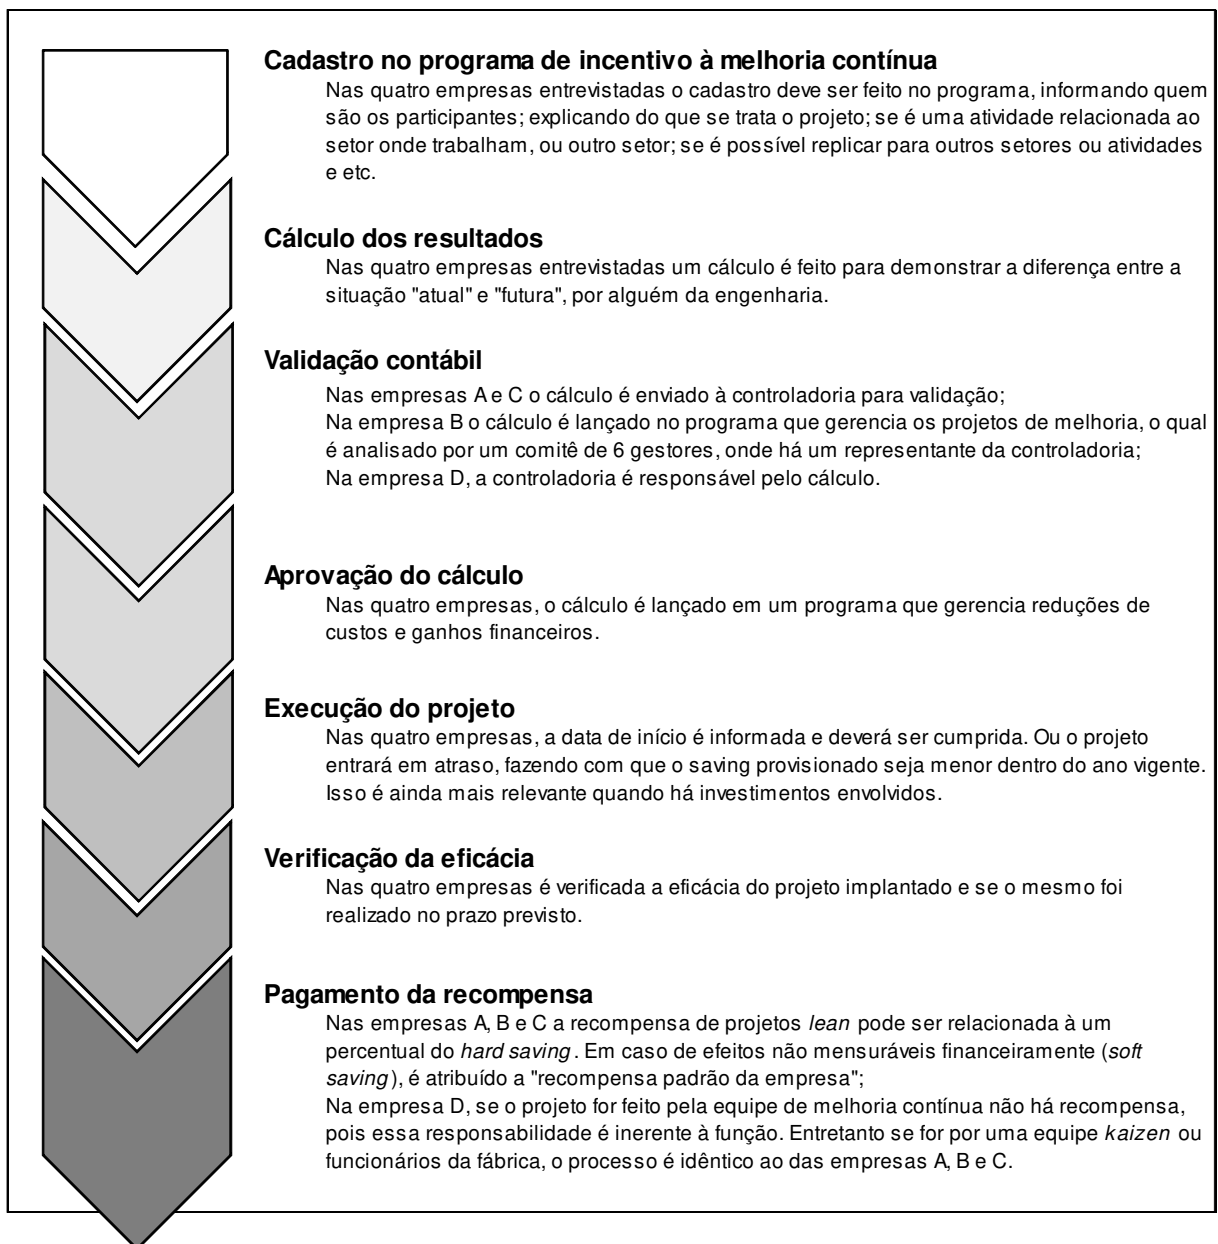 Cadastro no programa de incentivo à melhoria contínua
Nas quatro empresas entrevistadas o cadastro deve ser feito no programa, informando quem
são os participantes; explicando do que se trata o projeto; se é uma atividade relacionada ao
setor onde trabalham, ou outro setor; se é possível replicar para outros setores ou atividades
e etc.
Cálculo dos resultados
Nas quatro empresas entrevistadas um cálculo é feito para demonstrar a diferença entre a
situação "atual" e "futura", por alguém da engenharia.
Validação contábil
Nas empresas A e C o cálculo é enviado à controladoria para validação;
Na empresa B o cálculo é lançado no programa que gerencia os projetos de melhoria, o qual
é analisado por um comitê de 6 gestores, onde há um representante da controladoria;
Na empresa D, a controladoria é responsável pelo cálculo.
Aprovação do cálculo
Nas quatro empresas, o cálculo é lançado em um programa que gerencia reduções de
custos e ganhos financeiros.
Execução do projeto
Nas quatro empresas, a data de início é informada e deverá ser cumprida. Ou o projeto
entrará em atraso, fazendo com que o saving provisionado seja menor dentro do ano vigente.
Isso é ainda mais relevante quando há investimentos envolvidos.
Verificação da eficácia
Nas quatro empresas é verificada a eficácia do projeto implantado e se o mesmo foi
realizado no prazo previsto.
Pagamento da recompensa
Nas empresas A, B e C a recompensa de projetos lean pode ser relacionada à um
percentual do hard saving. Em caso de efeitos não mensuráveis financeiramente (soft
saving), é atribuído a "recompensa padrão da empresa";
Na empresa D, se o projeto for feito pela equipe de melhoria contínua não há recompensa,
pois essa responsabilidade é inerente à função. Entretanto se for por uma equipe kaizen ou
funcionários da fábrica, o processo é idêntico ao das empresas A, B e C.